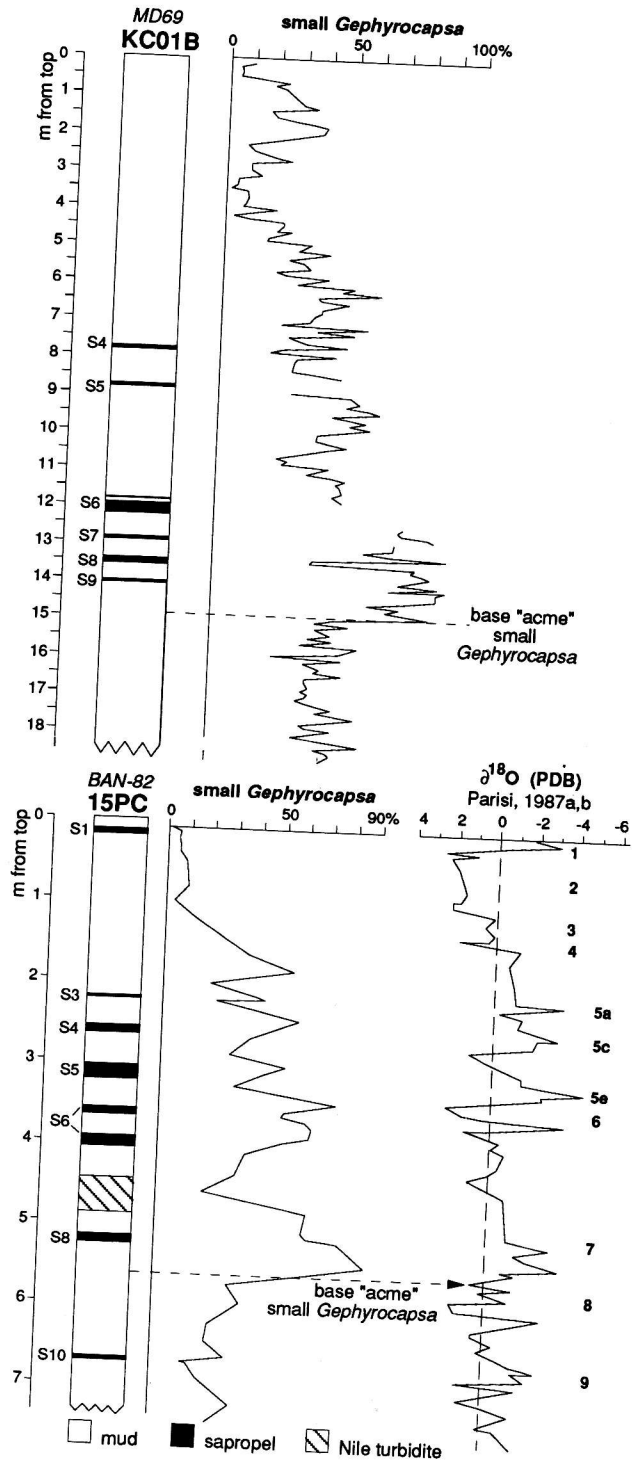 MD69
KC01B
small Gephyrocapsa
0
50
100%
m from top
0
1
2
3
4
5
6
7
8
9
10
11
12
13
14
15
16
17
18
S4
S5
S6
S7
S8
S9
base "acme"
small
Gephyrocapsa
BAN-82
15PC
small Gephyrocapsa
0
50
90%
∂18O (PDB)
Parisi, 1987a,b
4
2
0
-2
-4
-6
m from top
0
1
2
3
4
5
6
7
S1
S3
S4
S5
S6
S8
S10
1
2
3
4
5a
5c
5e
6
7
8
9
base "acme"
small Gephyrocapsa
mud
sapropel
Nile turbidite